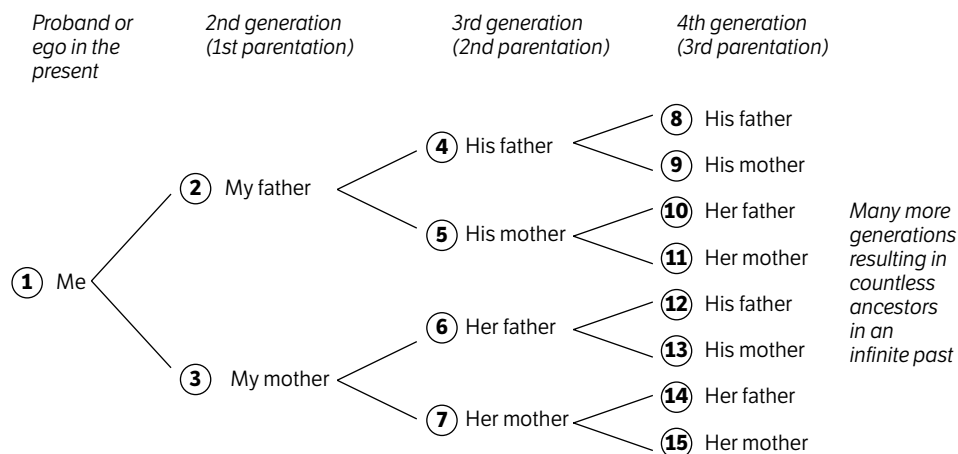 Proband or
ego in the
present
2nd generation
(1st parentation)
3rd generation
(2nd parentation)
4th generation
(3rd parentation)
1 Me
2 My father
3 My mother
4 His father
5 His mother
6 Her father
7 Her mother
8 His father
9 His mother
10 Her father
11 Her mother
12 His father
13 His mother
14 Her father
15 Her mother
Many more
generations
resulting in
countless
ancestors
in an
infinite past